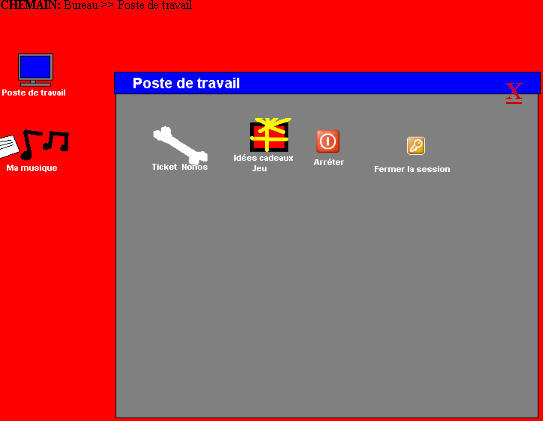 CHEMAIN: Bureau >> Poste de travail
Poste de travail
X
Poste de travail
Ticket Nonos
Idées cadeaux
Jeu
Arréter
Fermer la session
Ma musique